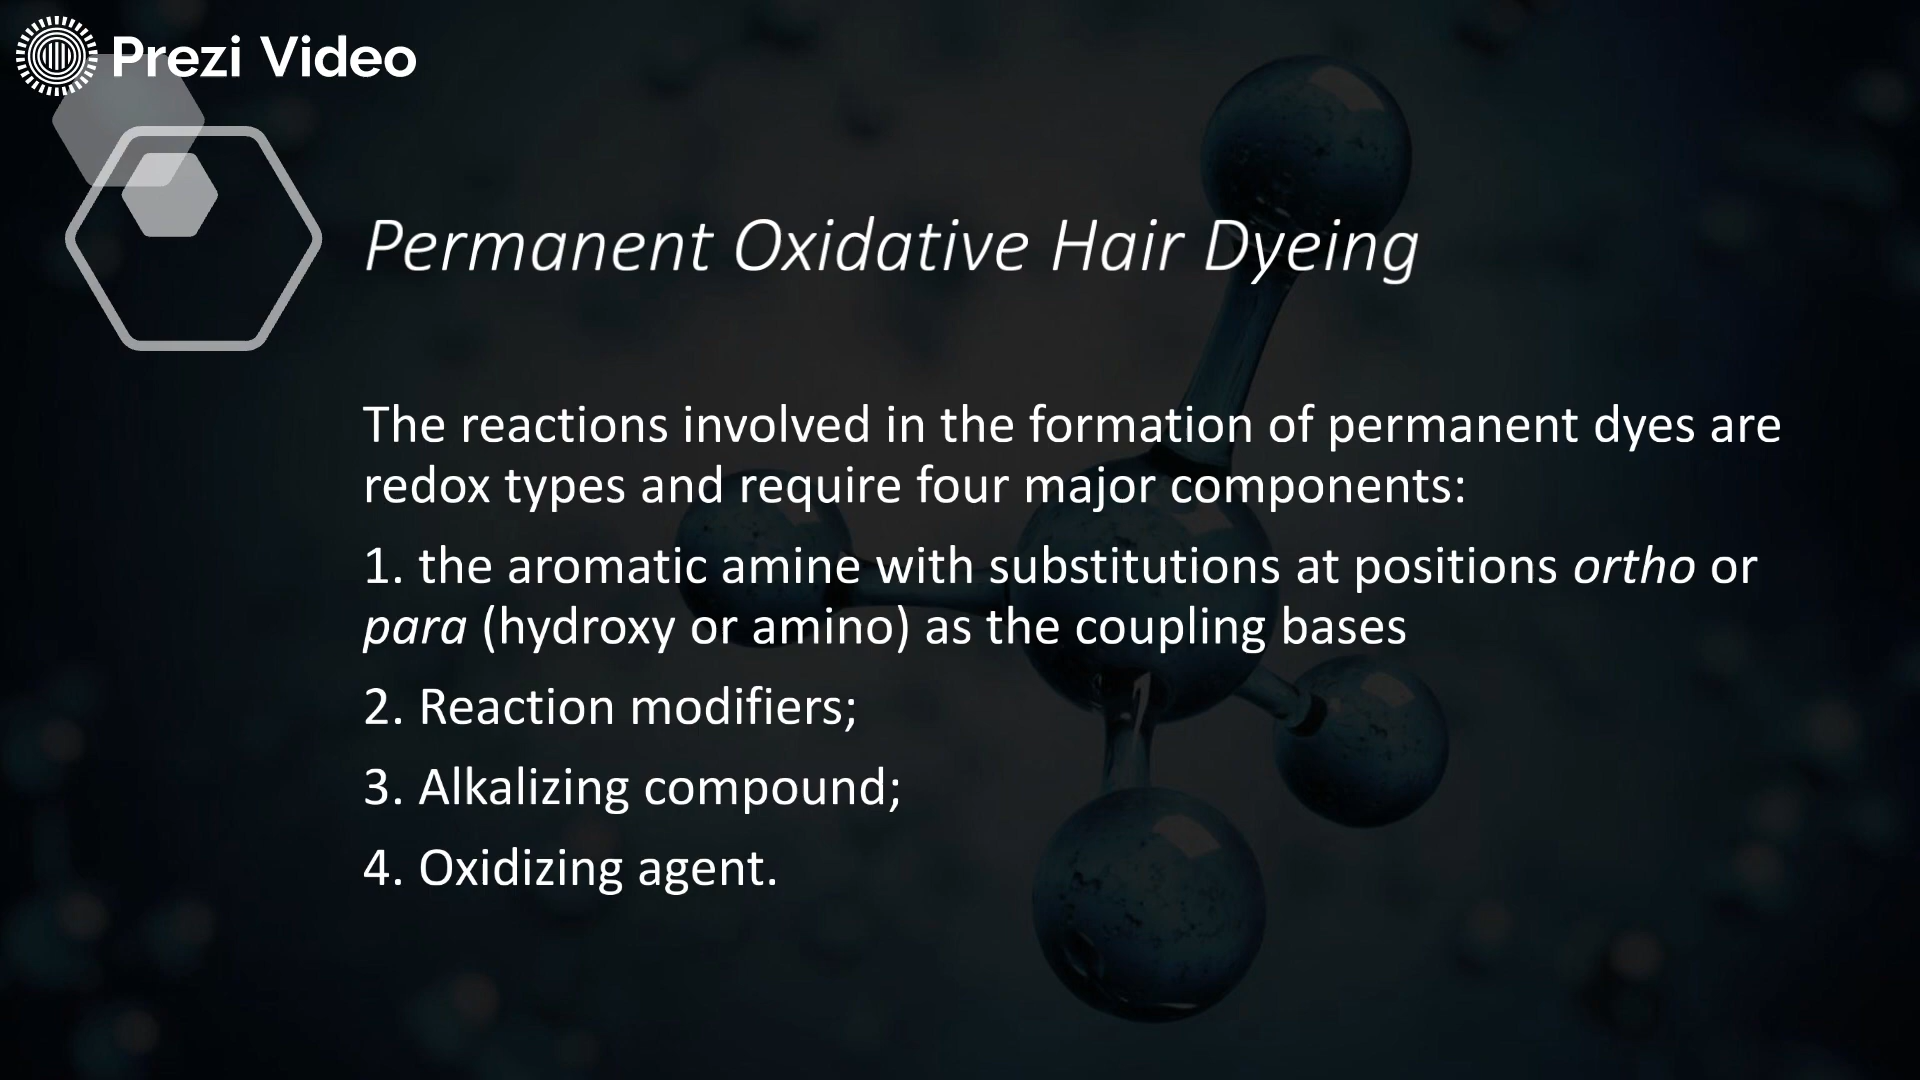 Prezi Video
Permanent Oxidative Hair Dyeing
The reactions involved in the formation of permanent dyes are
redox types and require four major components:
1. the aromatic amine with substitutions at positions ortho or
para (hydroxy or amino) as the coupling bases
2. Reaction modifiers;
3. Alkalizing compound;
4. Oxidizing agent.